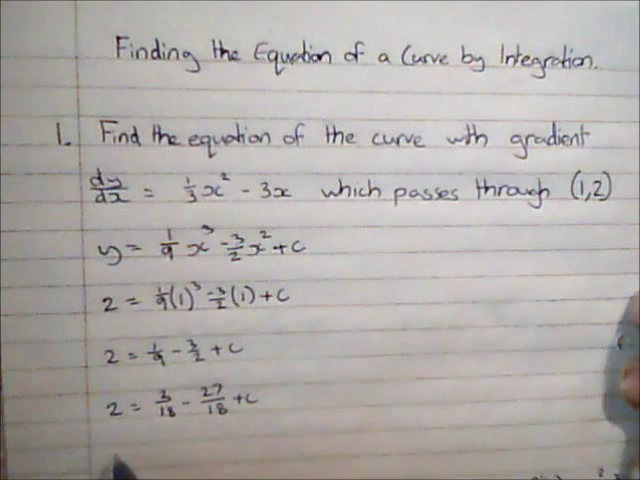 Finding the Equation of a Curve by Integration.
1. Find the equation of the curve with gradient
dy/dx = 1/3 x² - 3x which passes through (1,2)
y = 1/9 x³ - 3/2 x² + c
2 = 1/9 (1)³ - 3/2 (1) + c
2 = 1/9 - 3/2 + c
2 = 3/18 - 27/18 + c